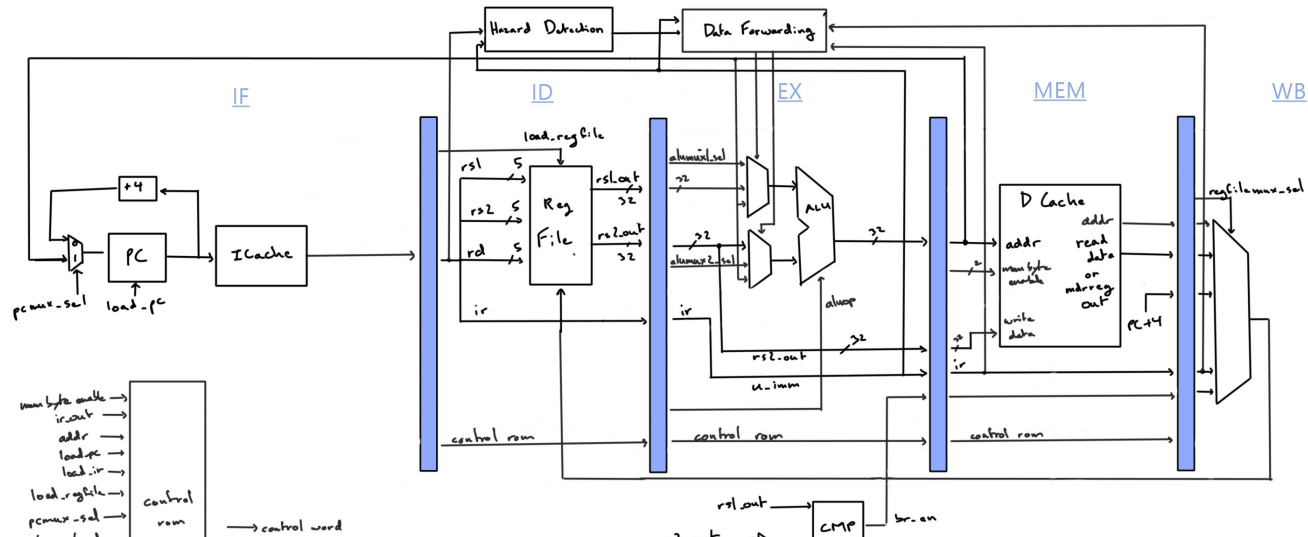 Hazard Detection
Data Forwarding
IF
ID
EX
MEM
WB
load_regfile
rs1
5
rs2
5
rd
5
Reg
File
rs1_out
32
rs2_out
32
alumux1_sel
32
32
alumux2_sel
ALU
32
aluop
D Cache
addr
addr
read
data
or
mdrreg
out
mem byte
enable
write
data
32
regfilemux_sel
PC+4
+4
0
1
PC
ICache
pcmux_sel
load_pc
ir
ir
rs2_out
32
u_imm
ir
control rom
control rom
control rom
mem byte enable
ir_out
addr
load_pc
load_ir
load_regfile
pcmux_sel
control
rom
control word
rs1_out
CMP
br_en